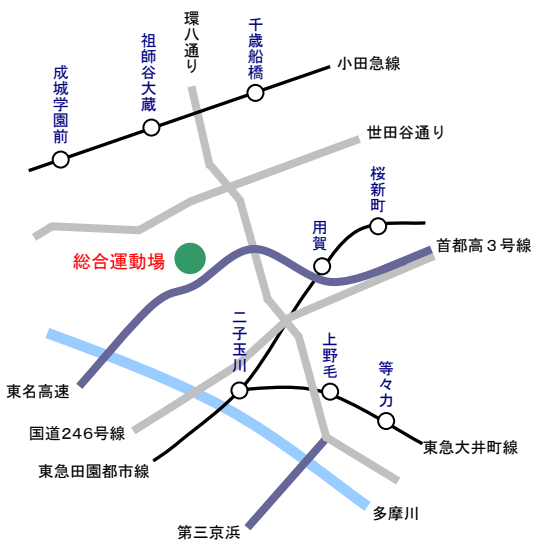 環八通り
千歳船橋
祖師谷大蔵
成城学園前
小田急線
世田谷通り
桜新町
用賀
首都高３号線
総合運動場
二子玉川
上野毛
等々力
東名高速
国道246号線
東急田園都市線
東急大井町線
多摩川
第三京浜